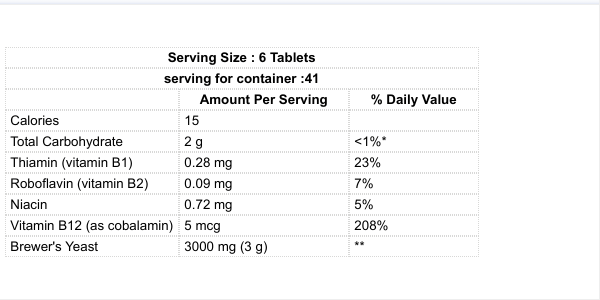 Serving Size : 6 Tablets
serving for container :41
Amount Per Serving % Daily Value
Calories 15
Total Carbohydrate 2 g <1%*
Thiamin (vitamin B1) 0.28 mg 23%
Roboflavin (vitamin B2) 0.09 mg 7%
Niacin 0.72 mg 5%
Vitamin B12 (as cobalamin) 5 mcg 208%
Brewer's Yeast 3000 mg (3 g) **